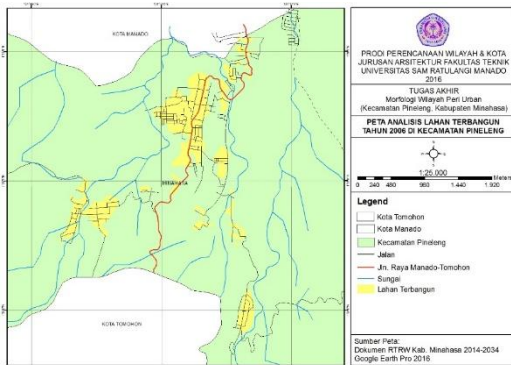 KOTA MANADO
MINAHASA
KOTA TOMOHON
PRODI PERENCANAAN WILAYAH & KOTA
JURUSAN ARSITEKTUR FAKULTAS TEKNIK
UNIVERSITAS SAM RATULANGI MANADO
2016
TUGAS AKHIR
Morfologi Wilayah Peri Urban
(Kecamatan Pineleng, Kabupaten Minahasa)
PETA ANALISIS LAHAN TERBANGUN
TAHUN 2006 DI KECAMATAN PINELENG
1:25.000
Meters
0 240 480 960 1.440 1.920
Legend
Kota Tomohon
Kota Manado
Kecamatan Pineleng
Jalan
Jln. Raya Manado-Tomohon
Sungai
Lahan Terbangun
Sumber Peta:
Dokumen RTRW Kab. Minahasa 2014-2034
Google Earth Pro 2016